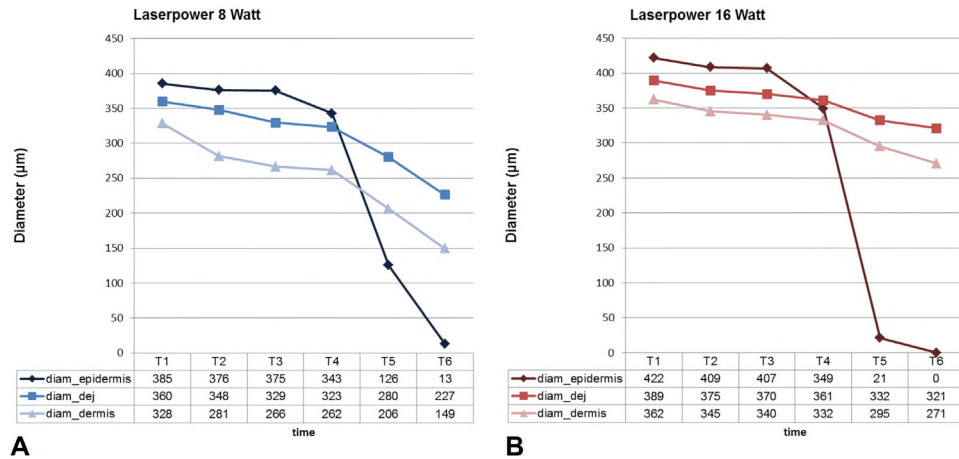 Laserpower 8 Watt
Diameter (µm)
450
400
350
300
250
200
150
100
50
0
T1 T2 T3 T4 T5 T6
diam_epidermis 385 376 375 343 126 13
diam_dej 360 348 329 323 280 227
diam_dermis 328 281 266 262 206 149
time
A
Laserpower 16 Watt
Diameter (µm)
450
400
350
300
250
200
150
100
50
0
T1 T2 T3 T4 T5 T6
diam_epidermis 422 409 407 349 21 0
diam_dej 389 375 370 361 332 321
diam_dermis 362 345 340 332 295 271
time
B